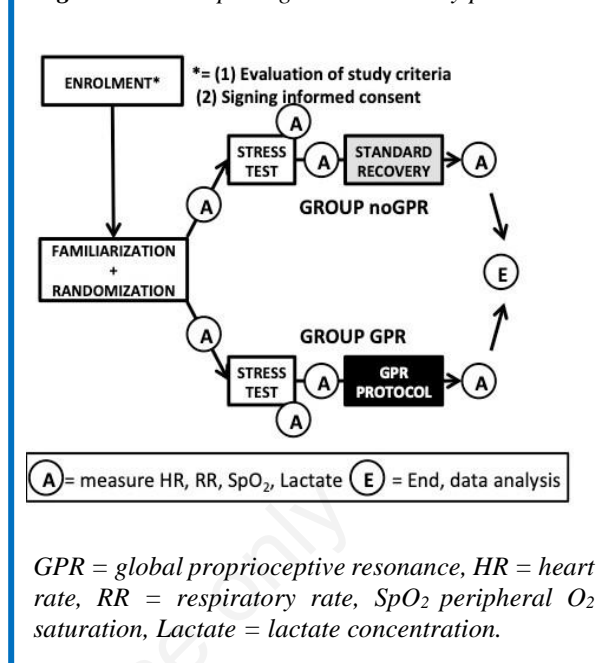 ENROLMENT*
*= (1) Evaluation of study criteria
(2) Signing informed consent
A
STRESS
TEST
A
STANDARD
RECOVERY
A
A
GROUP noGPR
FAMILIARIZATION
+
RANDOMIZATION
E
A
GROUP GPR
STRESS
TEST
A
GPR
PROTOCOL
A
A
A = measure HR, RR, SpO₂, Lactate E = End, data analysis
GPR = global proprioceptive resonance, HR = heart
rate, RR = respiratory rate, SpO₂ peripheral O₂
saturation, Lactate = lactate concentration.